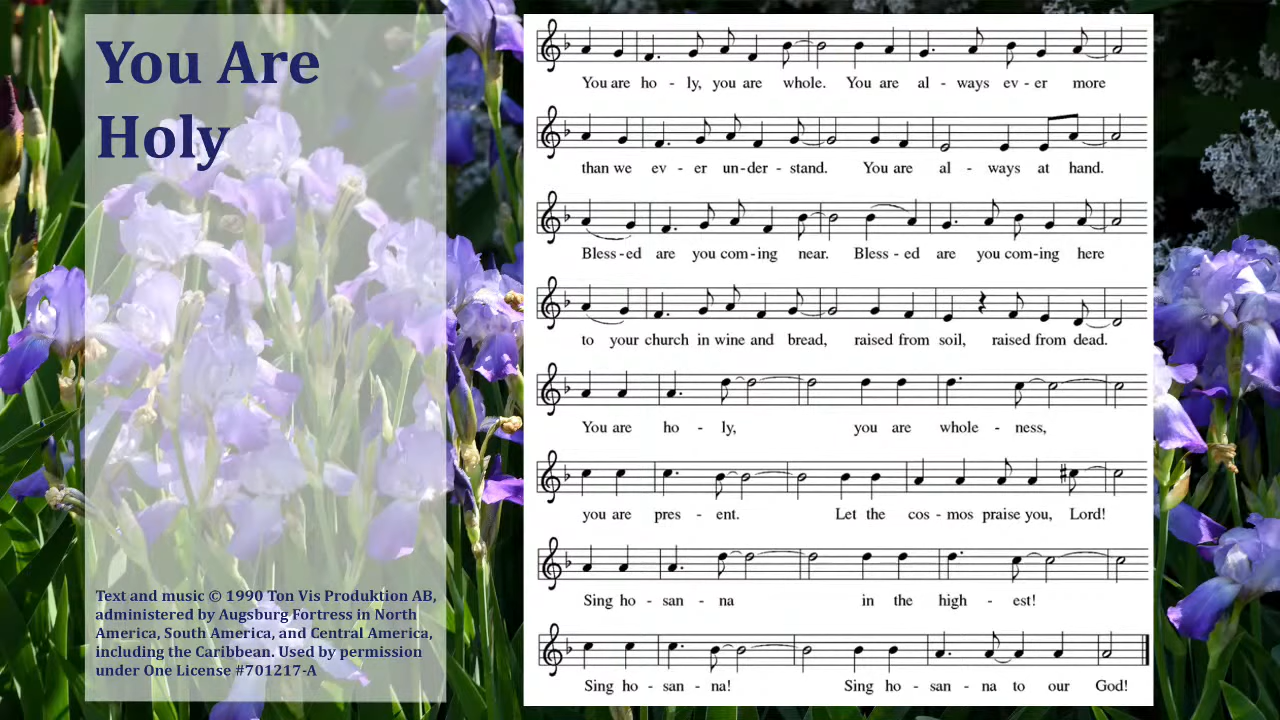 You Are
Holy
Text and music © 1990 Ton Vis Produktion AB,
administered by Augsburg Fortress in North
America, South America, and Central America,
including the Caribbean. Used by permission
under One License #701217-A
You are ho - ly, you are whole. You are al - ways ev - er more
than we ev - er un - der - stand. You are al - ways at hand.
Bless - ed are you com - ing near. Bless - ed are you com - ing here
to your church in wine and bread, raised from soil, raised from dead.
You are ho - ly, you are whole - ness,
you are pres - ent. Let the cos - mos praise you, Lord!
Sing ho - san - na in the high - est!
Sing ho - san - na! Sing ho - san - na to our God!